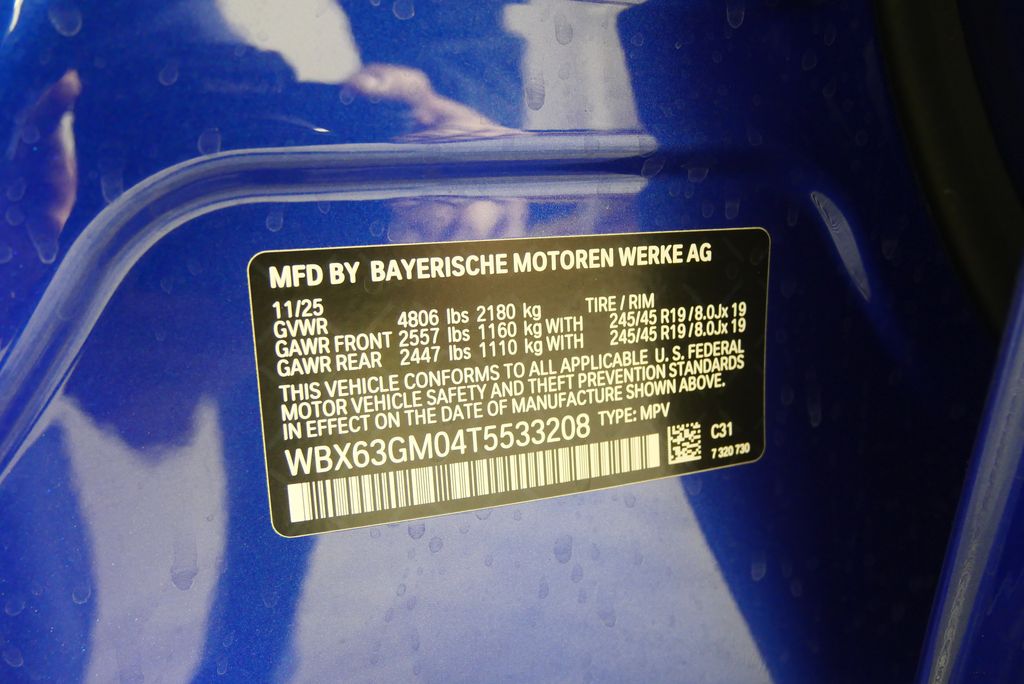 MFD BY BAYERISCHE MOTOREN WERKE AG
11/25 TIRE / RIM
GVWR 4806 lbs 2180 kg
GAWR FRONT 2557 lbs 1160 kg WITH 245/45 R19 / 8.0Jx 19
GAWR REAR 2447 lbs 1110 kg WITH 245/45 R19 / 8.0Jx 19
THIS VEHICLE CONFORMS TO ALL APPLICABLE U. S. FEDERAL
MOTOR VEHICLE SAFETY AND THEFT PREVENTION STANDARDS
IN EFFECT ON THE DATE OF MANUFACTURE SHOWN ABOVE.
WBX63GM04T5533208 TYPE: MPV
C31
7 320 730